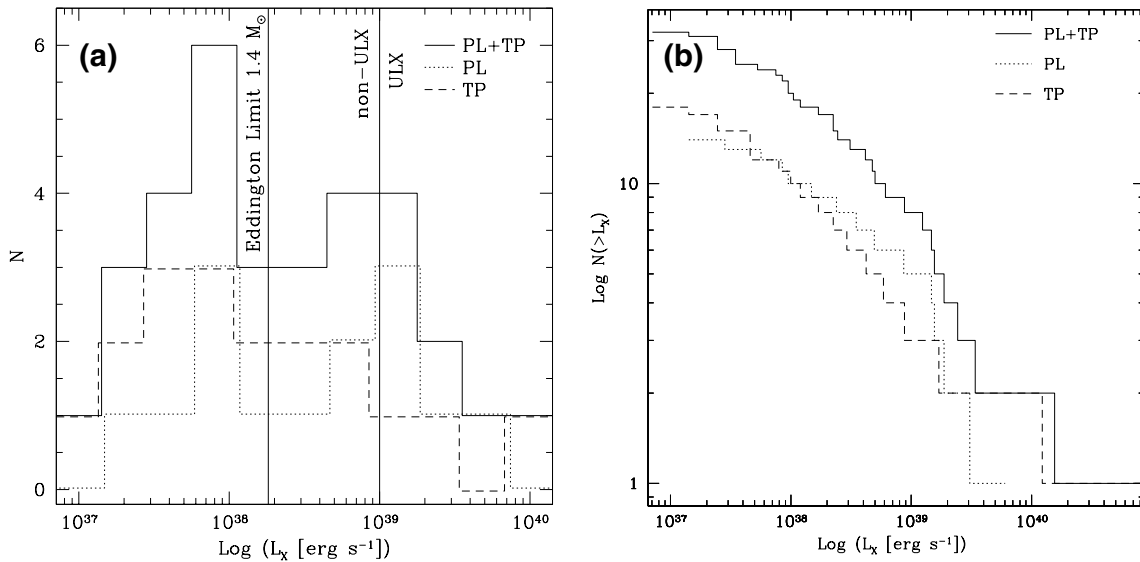 (a)
6
4
2
0
N
Eddington Limit 1.4 M⊙
non-ULX
ULX
PL+TP
PL
TP
10³⁷
10³⁸
10³⁹
10⁴⁰
Log (Lₓ [erg s⁻¹])
(b)
PL+TP
PL
TP
10
1
Log N(>Lₓ)
10³⁷
10³⁸
10³⁹
10⁴⁰
Log (Lₓ [erg s⁻¹])